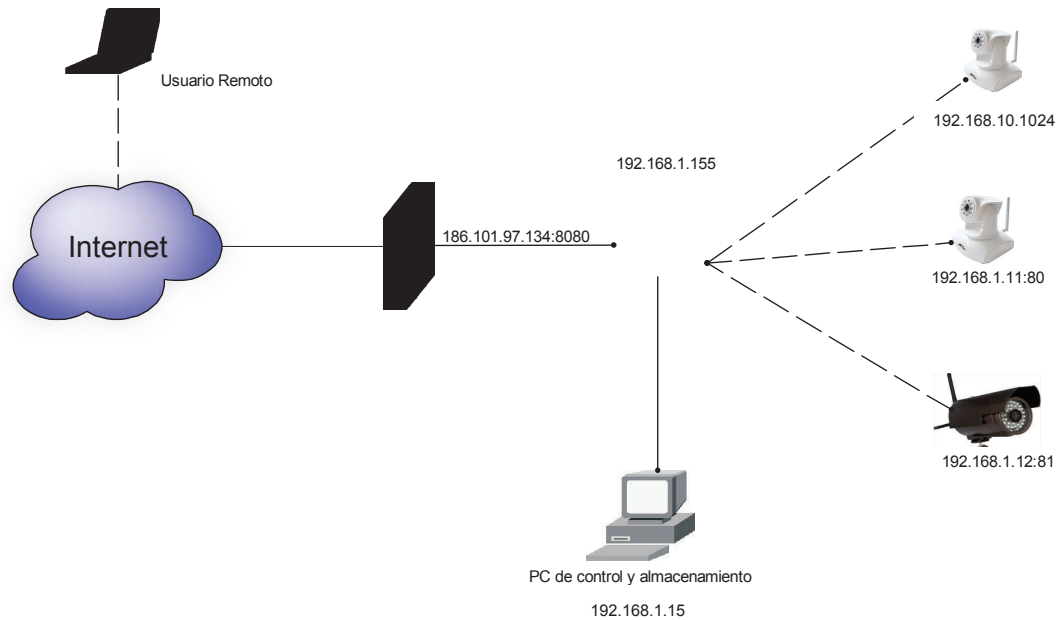 Usuario Remoto
192.168.10.1024
192.168.1.155
Internet
186.101.97.134:8080
192.168.1.11:80
192.168.1.12:81
PC de control y almacenamiento
192.168.1.15